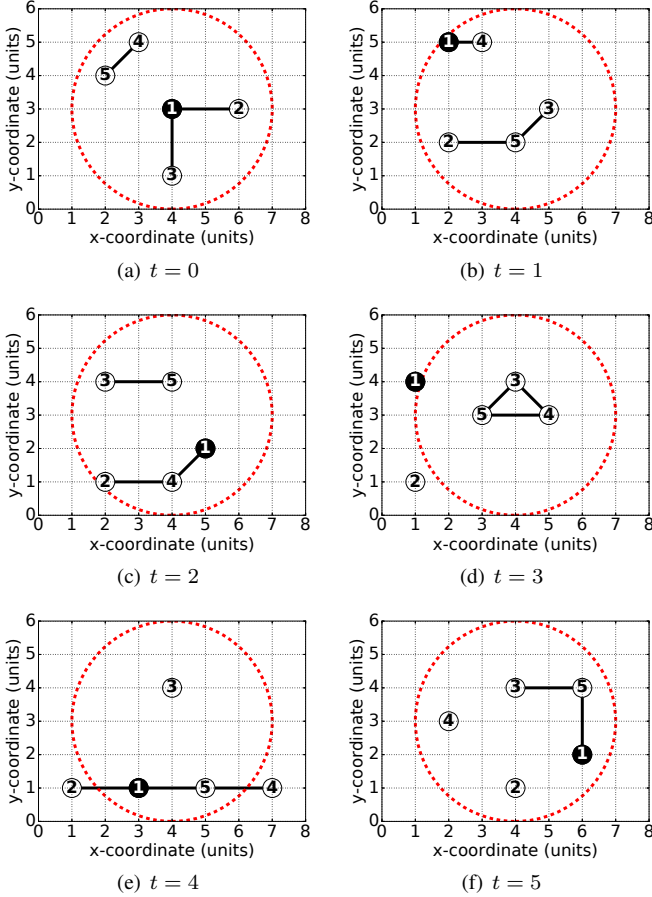 6
5
4
3
2
1
0
y-coordinate (units)
4
5
1
2
3
0 1 2 3 4 5 6 7 8
x-coordinate (units)
(a) t = 0
6
5
4
3
2
1
0
y-coordinate (units)
1 4
3
2 5
0 1 2 3 4 5 6 7 8
x-coordinate (units)
(b) t = 1
6
5
4
3
2
1
0
y-coordinate (units)
3 5
1
2 4
0 1 2 3 4 5 6 7 8
x-coordinate (units)
(c) t = 2
6
5
4
3
2
1
0
y-coordinate (units)
1 3
5 4
2
0 1 2 3 4 5 6 7 8
x-coordinate (units)
(d) t = 3
6
5
4
3
2
1
0
y-coordinate (units)
3
2 1 5 4
0 1 2 3 4 5 6 7 8
x-coordinate (units)
(e) t = 4
6
5
4
3
2
1
0
y-coordinate (units)
3 5
4
1
2
0 1 2 3 4 5 6 7 8
x-coordinate (units)
(f) t = 5